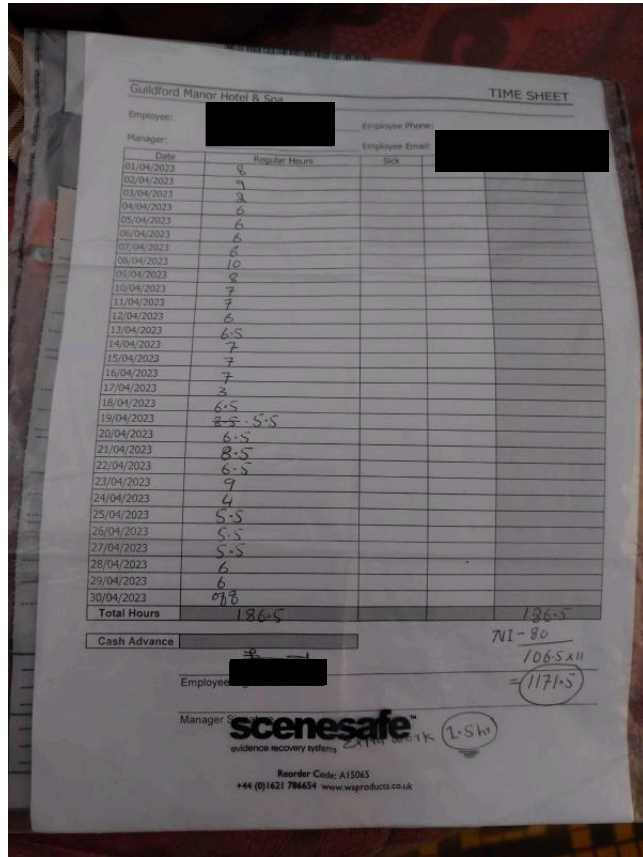 Guildford Manor Hotel & Spa
TIME SHEET
Employee:
Employee Phone:
Manager:
Employee Email:
Date Regular Hours Sick
01/04/2023 8
02/04/2023 9
03/04/2023 2
04/04/2023 6
05/04/2023 6
06/04/2023 6
07/04/2023 6
08/04/2023 10
09/04/2023 8
10/04/2023 7
11/04/2023 7
12/04/2023 6
13/04/2023 6.5
14/04/2023 7
15/04/2023 7
16/04/2023 7
17/04/2023 3
18/04/2023 6.5
19/04/2023 5.5
20/04/2023 6.5
21/04/2023 8.5
22/04/2023 6.5
23/04/2023 9
24/04/2023 4
25/04/2023 5.5
26/04/2023 5.5
27/04/2023 5.5
28/04/2023 6
29/04/2023 6
30/04/2023
Total Hours 186.5 186.5
NI-80
Cash Advance
106.5x11
=1171.5
Employee
Manager
scenesafe™
evidence recovery systems
work 1.5hr
Reorder Code: A15065
+44 (0)1621 786654 www.waproducts.co.uk